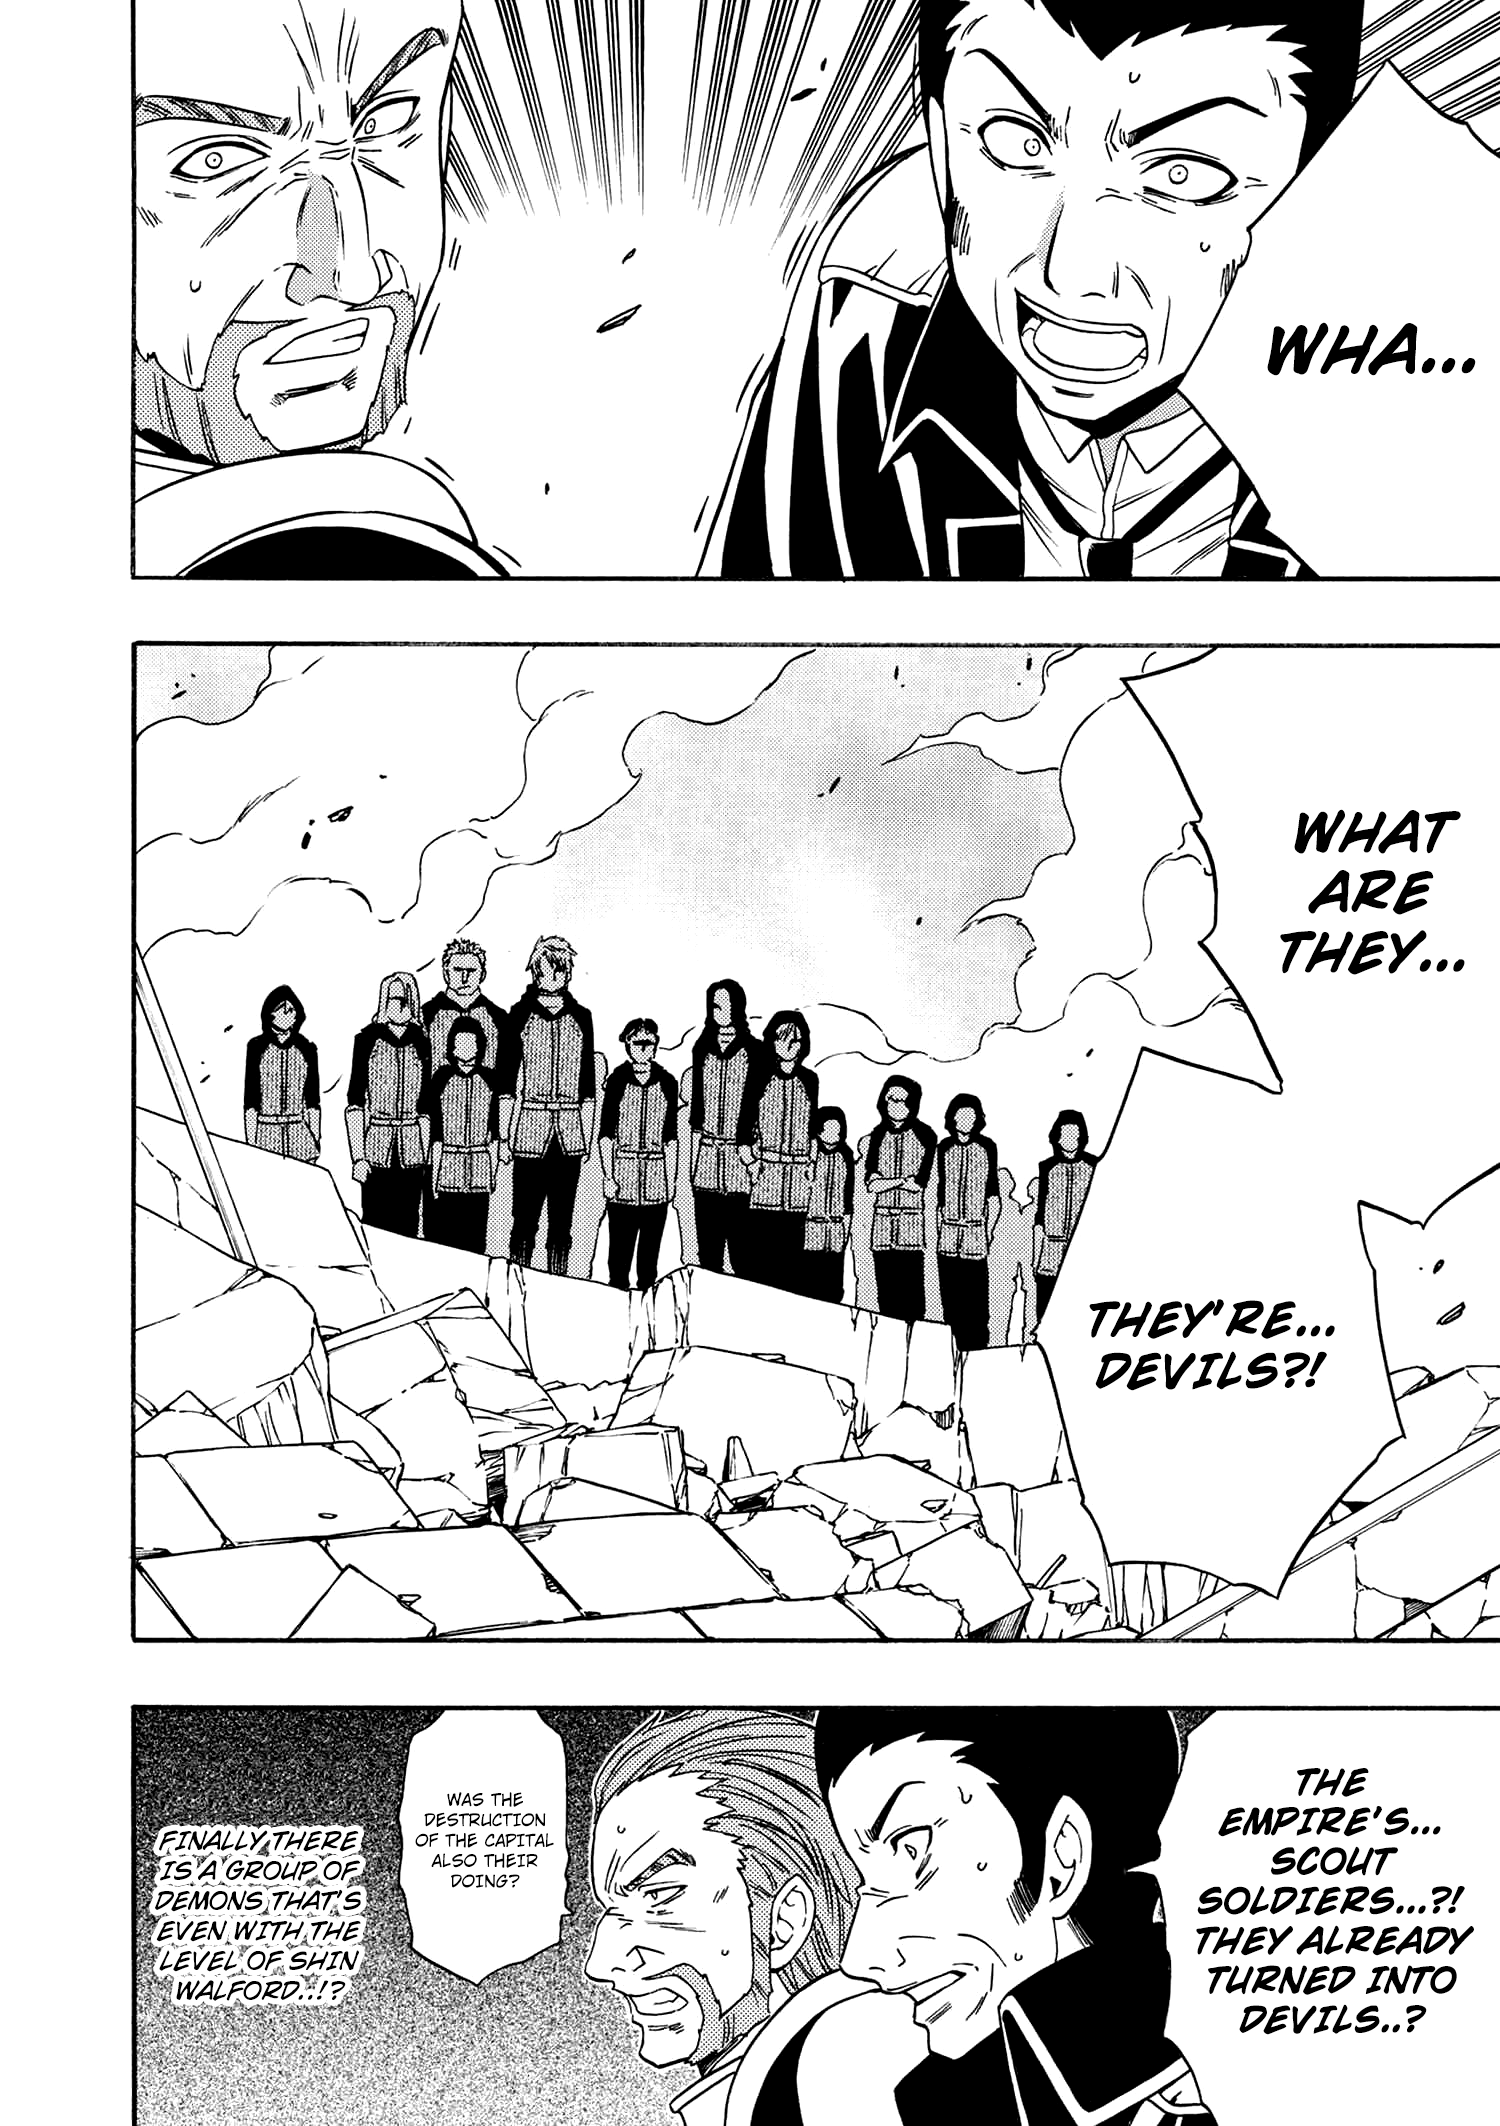 WHA...
WHAT
ARE
THEY...
THEY'RE...
DEVILS?!
THE
EMPIRE'S...
SCOUT
SOLDIERS...?!
THEY ALREADY
TURNED INTO
DEVILS..?
WAS THE
DESTRUCTION
OF THE CAPITAL
ALSO THEIR
DOING?
FINALLY THERE
IS A GROUP OF
DEMONS THAT'S
EVEN WITH THE
LEVEL OF SHIN
WALFORD..!?